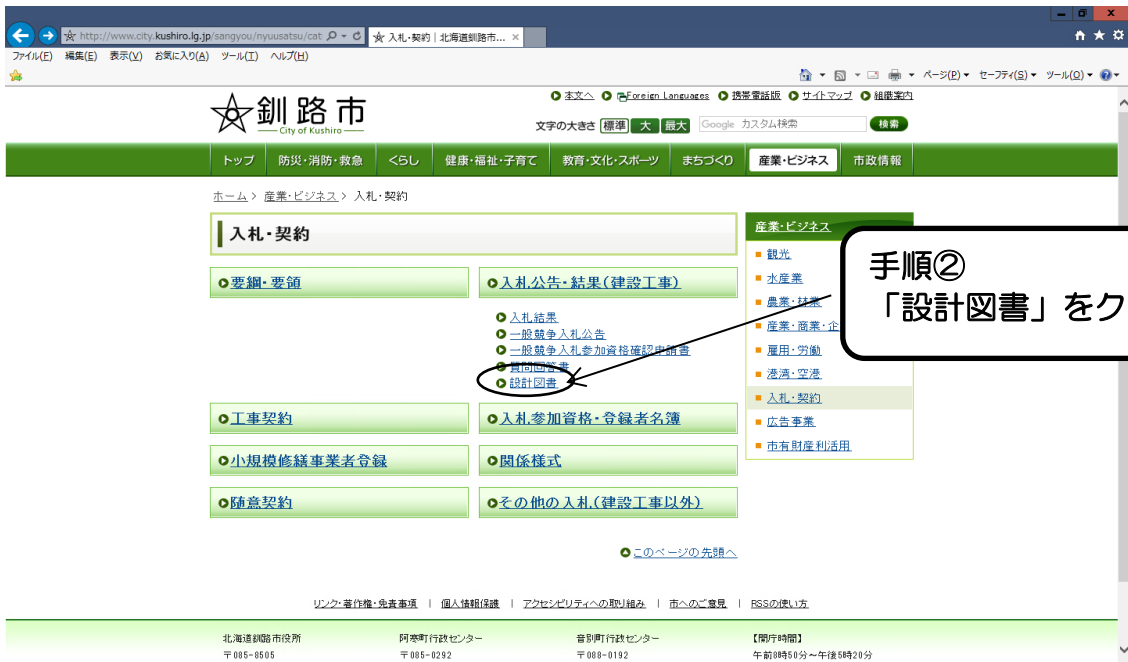 http://www.city.kushiro.lg.jp/sangyou/nyuusatsu/cat
入札・契約 | 北海道釧路市...
ファイル(F) 編集(E) 表示(V) お気に入り(A) ツール(T) ヘルプ(H)
ページ(P) セーフティ(S) ツール(O)
本文へ Foreign Languages 携帯電話版 サイトマップ 組織案内
釧路市
City of Kushiro
文字の大きさ 標準 大 最大 Google カスタム検索 検索
トップ 防災・消防・救急 くらし 健康・福祉・子育て 教育・文化・スポーツ まちづくり 産業・ビジネス 市政情報
ホーム > 産業・ビジネス > 入札・契約
入札・契約
要綱・要領
入札公告・結果(建設工事)
入札結果
一般競争入札公告
一般競争入札参加資格確認申請書
質問回答書
設計図書
工事契約
入札参加資格・登録者名簿
小規模修繕事業者登録
関係様式
随意契約
その他の入札(建設工事以外)
産業・ビジネス
観光
水産業
農業・林業
産業・商業・企
雇用・労働
港湾・空港
入札・契約
広告事業
市有財産利活用
手順②
「設計図書」をク
このページの先頭へ
リンク・著作権・免責事項 | 個人情報保護 | アクセシビリティへの取り組み | 市へのご意見 | RSSの使い方
北海道釧路市役所 阿寒町行政センター 音別町行政センター 【開庁時間】
〒085-8505 〒085-0292 〒088-0192 午前8時50分～午後5時20分